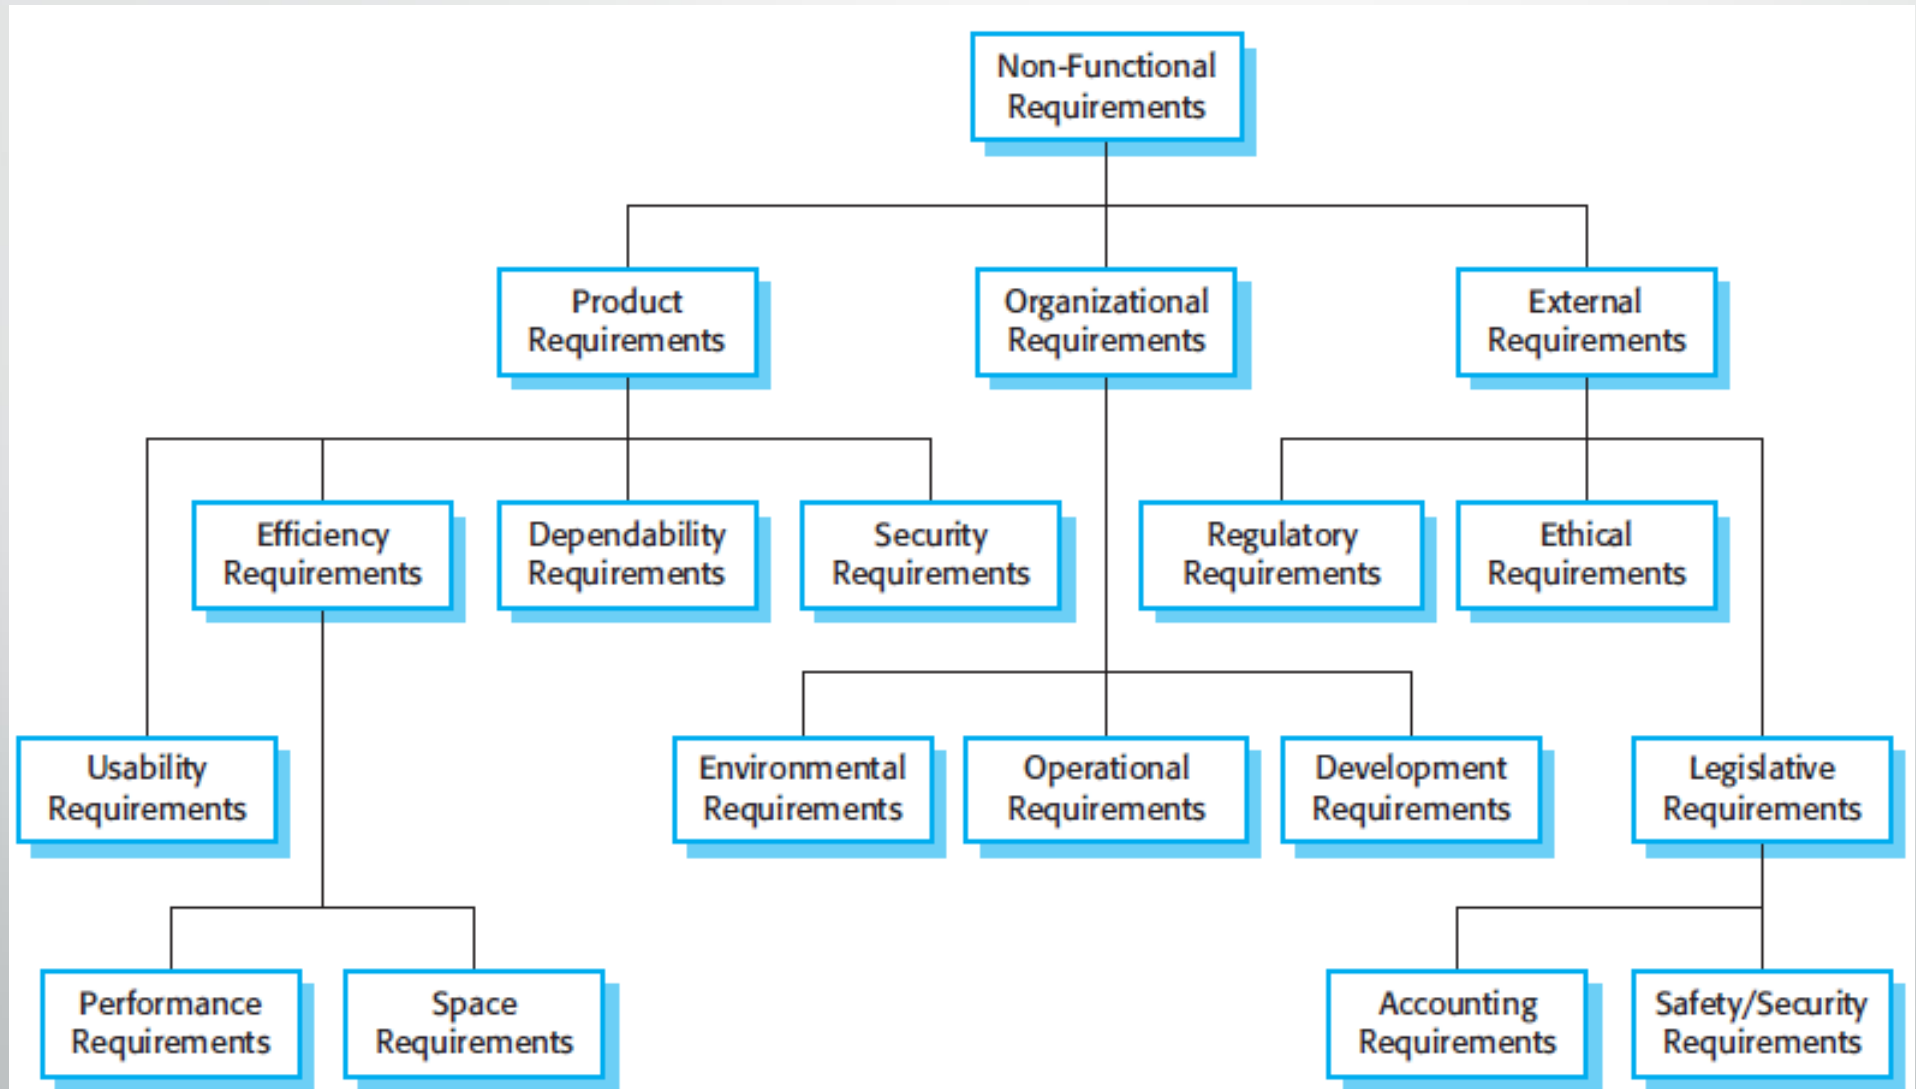 Non-Functional
Requirements
Product
Requirements
Organizational
Requirements
External
Requirements
Efficiency
Requirements
Dependability
Requirements
Security
Requirements
Regulatory
Requirements
Ethical
Requirements
Usability
Requirements
Environmental
Requirements
Operational
Requirements
Development
Requirements
Legislative
Requirements
Performance
Requirements
Space
Requirements
Accounting
Requirements
Safety/Security
Requirements